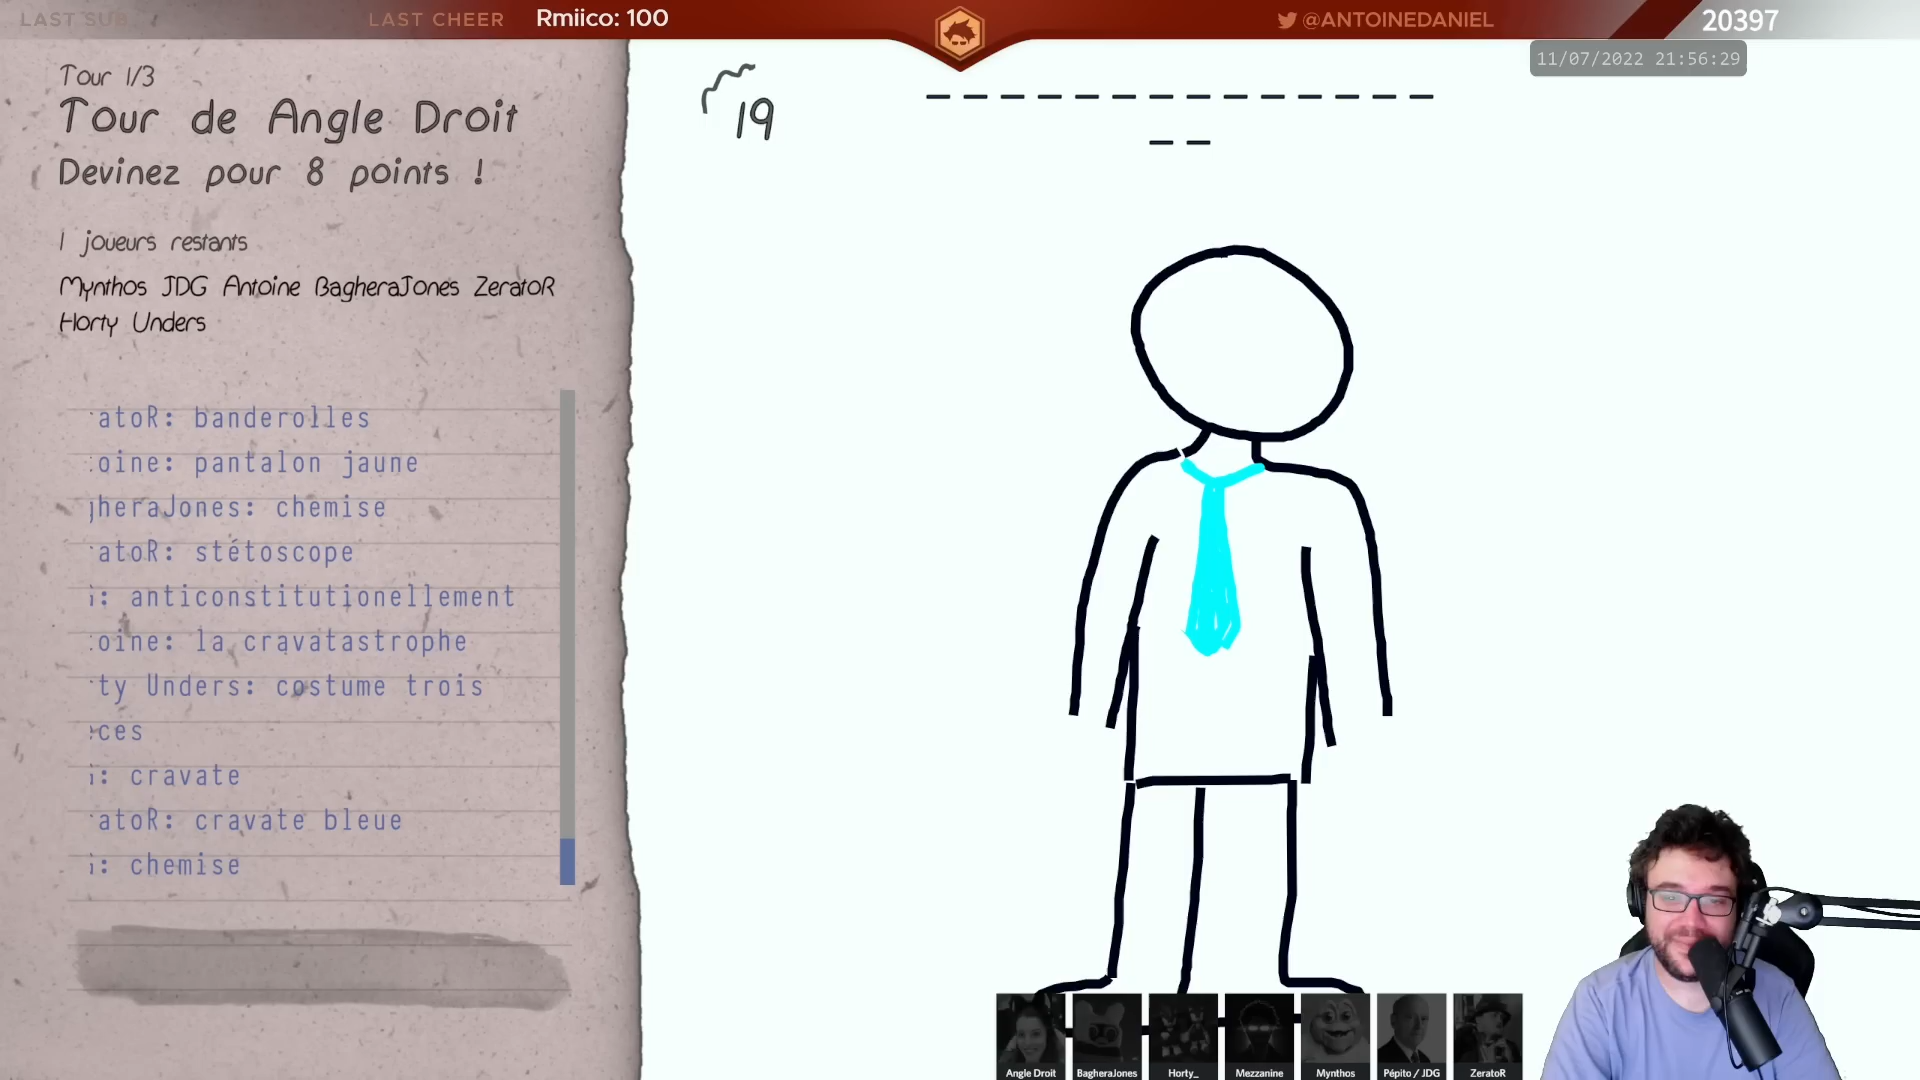 LAST SUB
LAST CHEER
Rmiico: 100
@ANTOINEDANIEL
20397
11/07/2022 21:56:29
Tour 1/3
Tour de Angle Droit
Devinez pour 8 points !
1 joueurs restants
Mynthos JDG Antoine BagheraJones ZeratoR
Horty Unders
19
atoR: banderolles
oine: pantalon jaune
gheraJones: chemise
atoR: stétoscope
i: anticonstitutionellement
oine: la cravatastrophe
ty Unders: costume trois
ces
i: cravate
atoR: cravate bleue
i: chemise
Angle Droit
BagheraJones
Horty_
Mezzanine
Mynthos
Pépito / JDG
ZeratoR